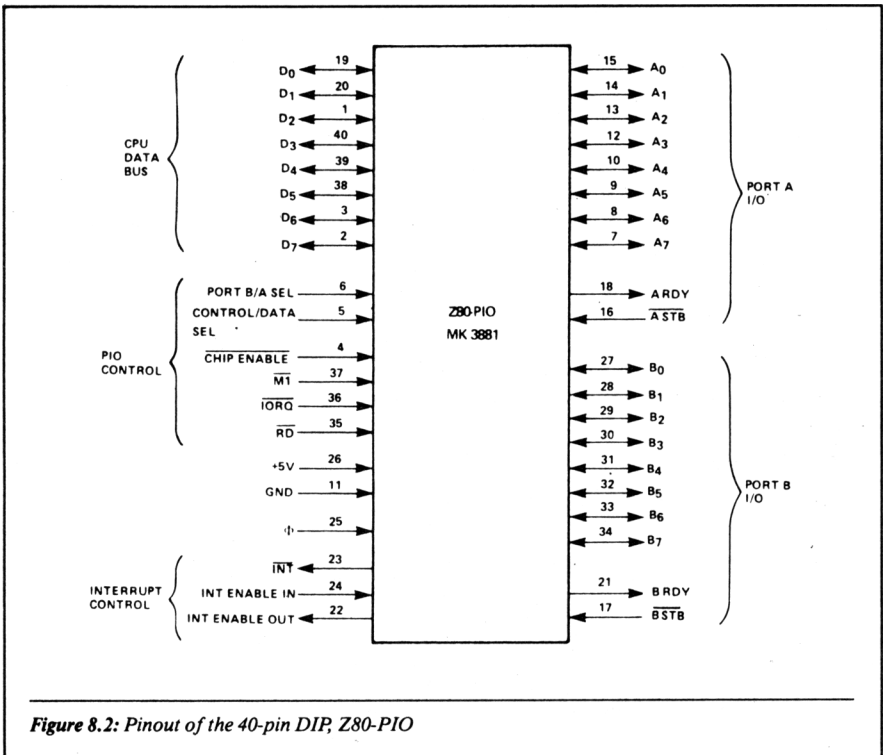 CPU
DATA
BUS
D0 19
D1 20
D2 1
D3 40
D4 39
D5 38
D6 3
D7 2
PIO
CONTROL
PORT B/A SEL 6
CONTROL/DATA 5
SEL
CHIP ENABLE 4
M1 37
IORQ 36
RD 35
+5V 26
GND 11
Φ 25
INTERRUPT
CONTROL
INT 23
INT ENABLE IN 24
INT ENABLE OUT 22
Z80-PIO
MK 3881
15 A0
14 A1
13 A2
12 A3
10 A4
9 A5
8 A6
7 A7
18 ARDY
16 ASTB
PORT A
I/O
27 B0
28 B1
29 B2
30 B3
31 B4
32 B5
33 B6
34 B7
21 BRDY
17 BSTB
PORT B
I/O
Figure 8.2: Pinout of the 40-pin DIP, Z80-PIO